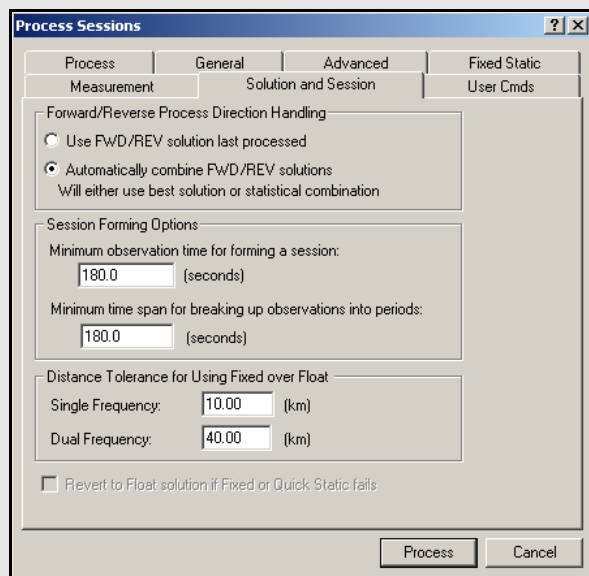 Process Sessions
Process General Advanced Fixed Static
Measurement Solution and Session User Cmds
Forward/Reverse Process Direction Handling
Use FWD/REV solution last processed
Automatically combine FWD/REV solutions
Will either use best solution or statistical combination
Session Forming Options
Minimum observation time for forming a session:
180.0 (seconds)
Minimum time span for breaking up observations into periods:
180.0 (seconds)
Distance Tolerance for Using Fixed over Float
Single Frequency: 10.00 (km)
Dual Frequency: 40.00 (km)
Revert to Float solution if Fixed or Quick Static fails
Process Cancel